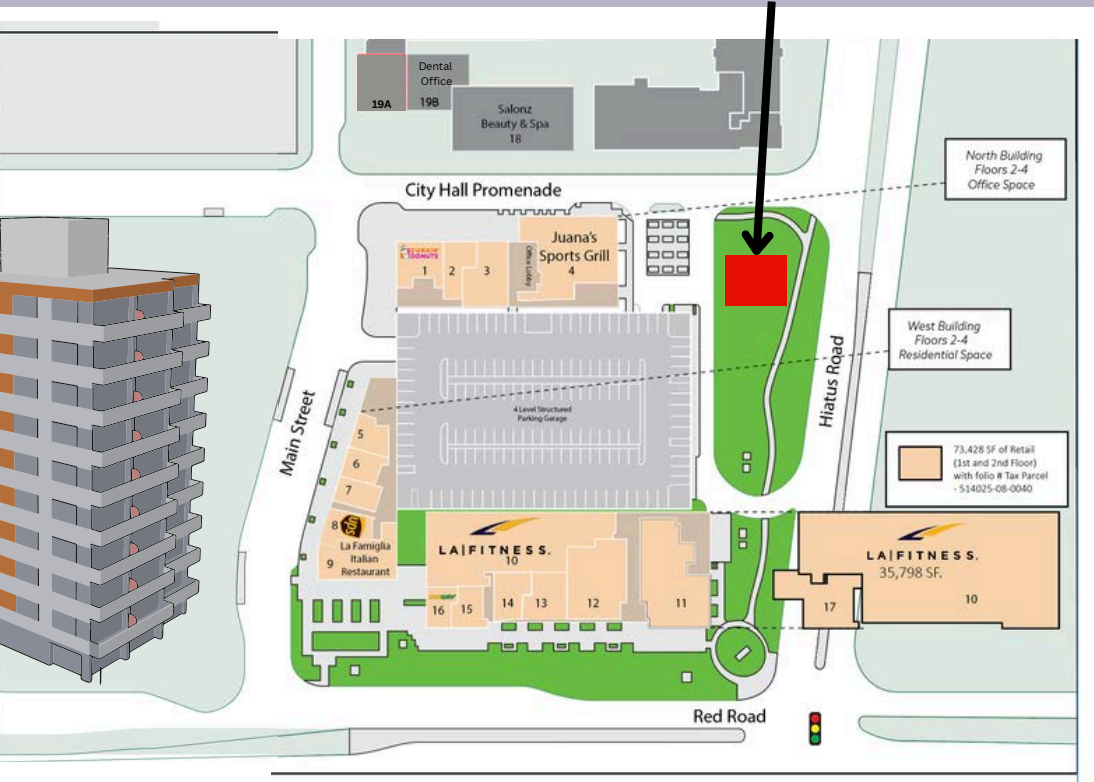 Dental
Office
19A
19B
Salonz
Beauty & Spa
18
North Building
Floors 2-4
Office Space
City Hall Promenade
DUNKIN'
DONUTS
1
2
3
Office Lobby
Juana's
Sports Grill
4
West Building
Floors 2-4
Residential Space
Hiatus Road
Main Street
4 Level Structured
Parking Garage
5
6
7
8
ups
La Famiglia
Italian
Restaurant
9
73,428 SF of Retail
(1st and 2nd Floor)
with folio # Tax Parcel
- 514025-08-0040
LA|FITNESS.
10
SUBWAY
16
15
14
13
12
11
LA|FITNESS.
35,798 SF.
10
17
Red Road